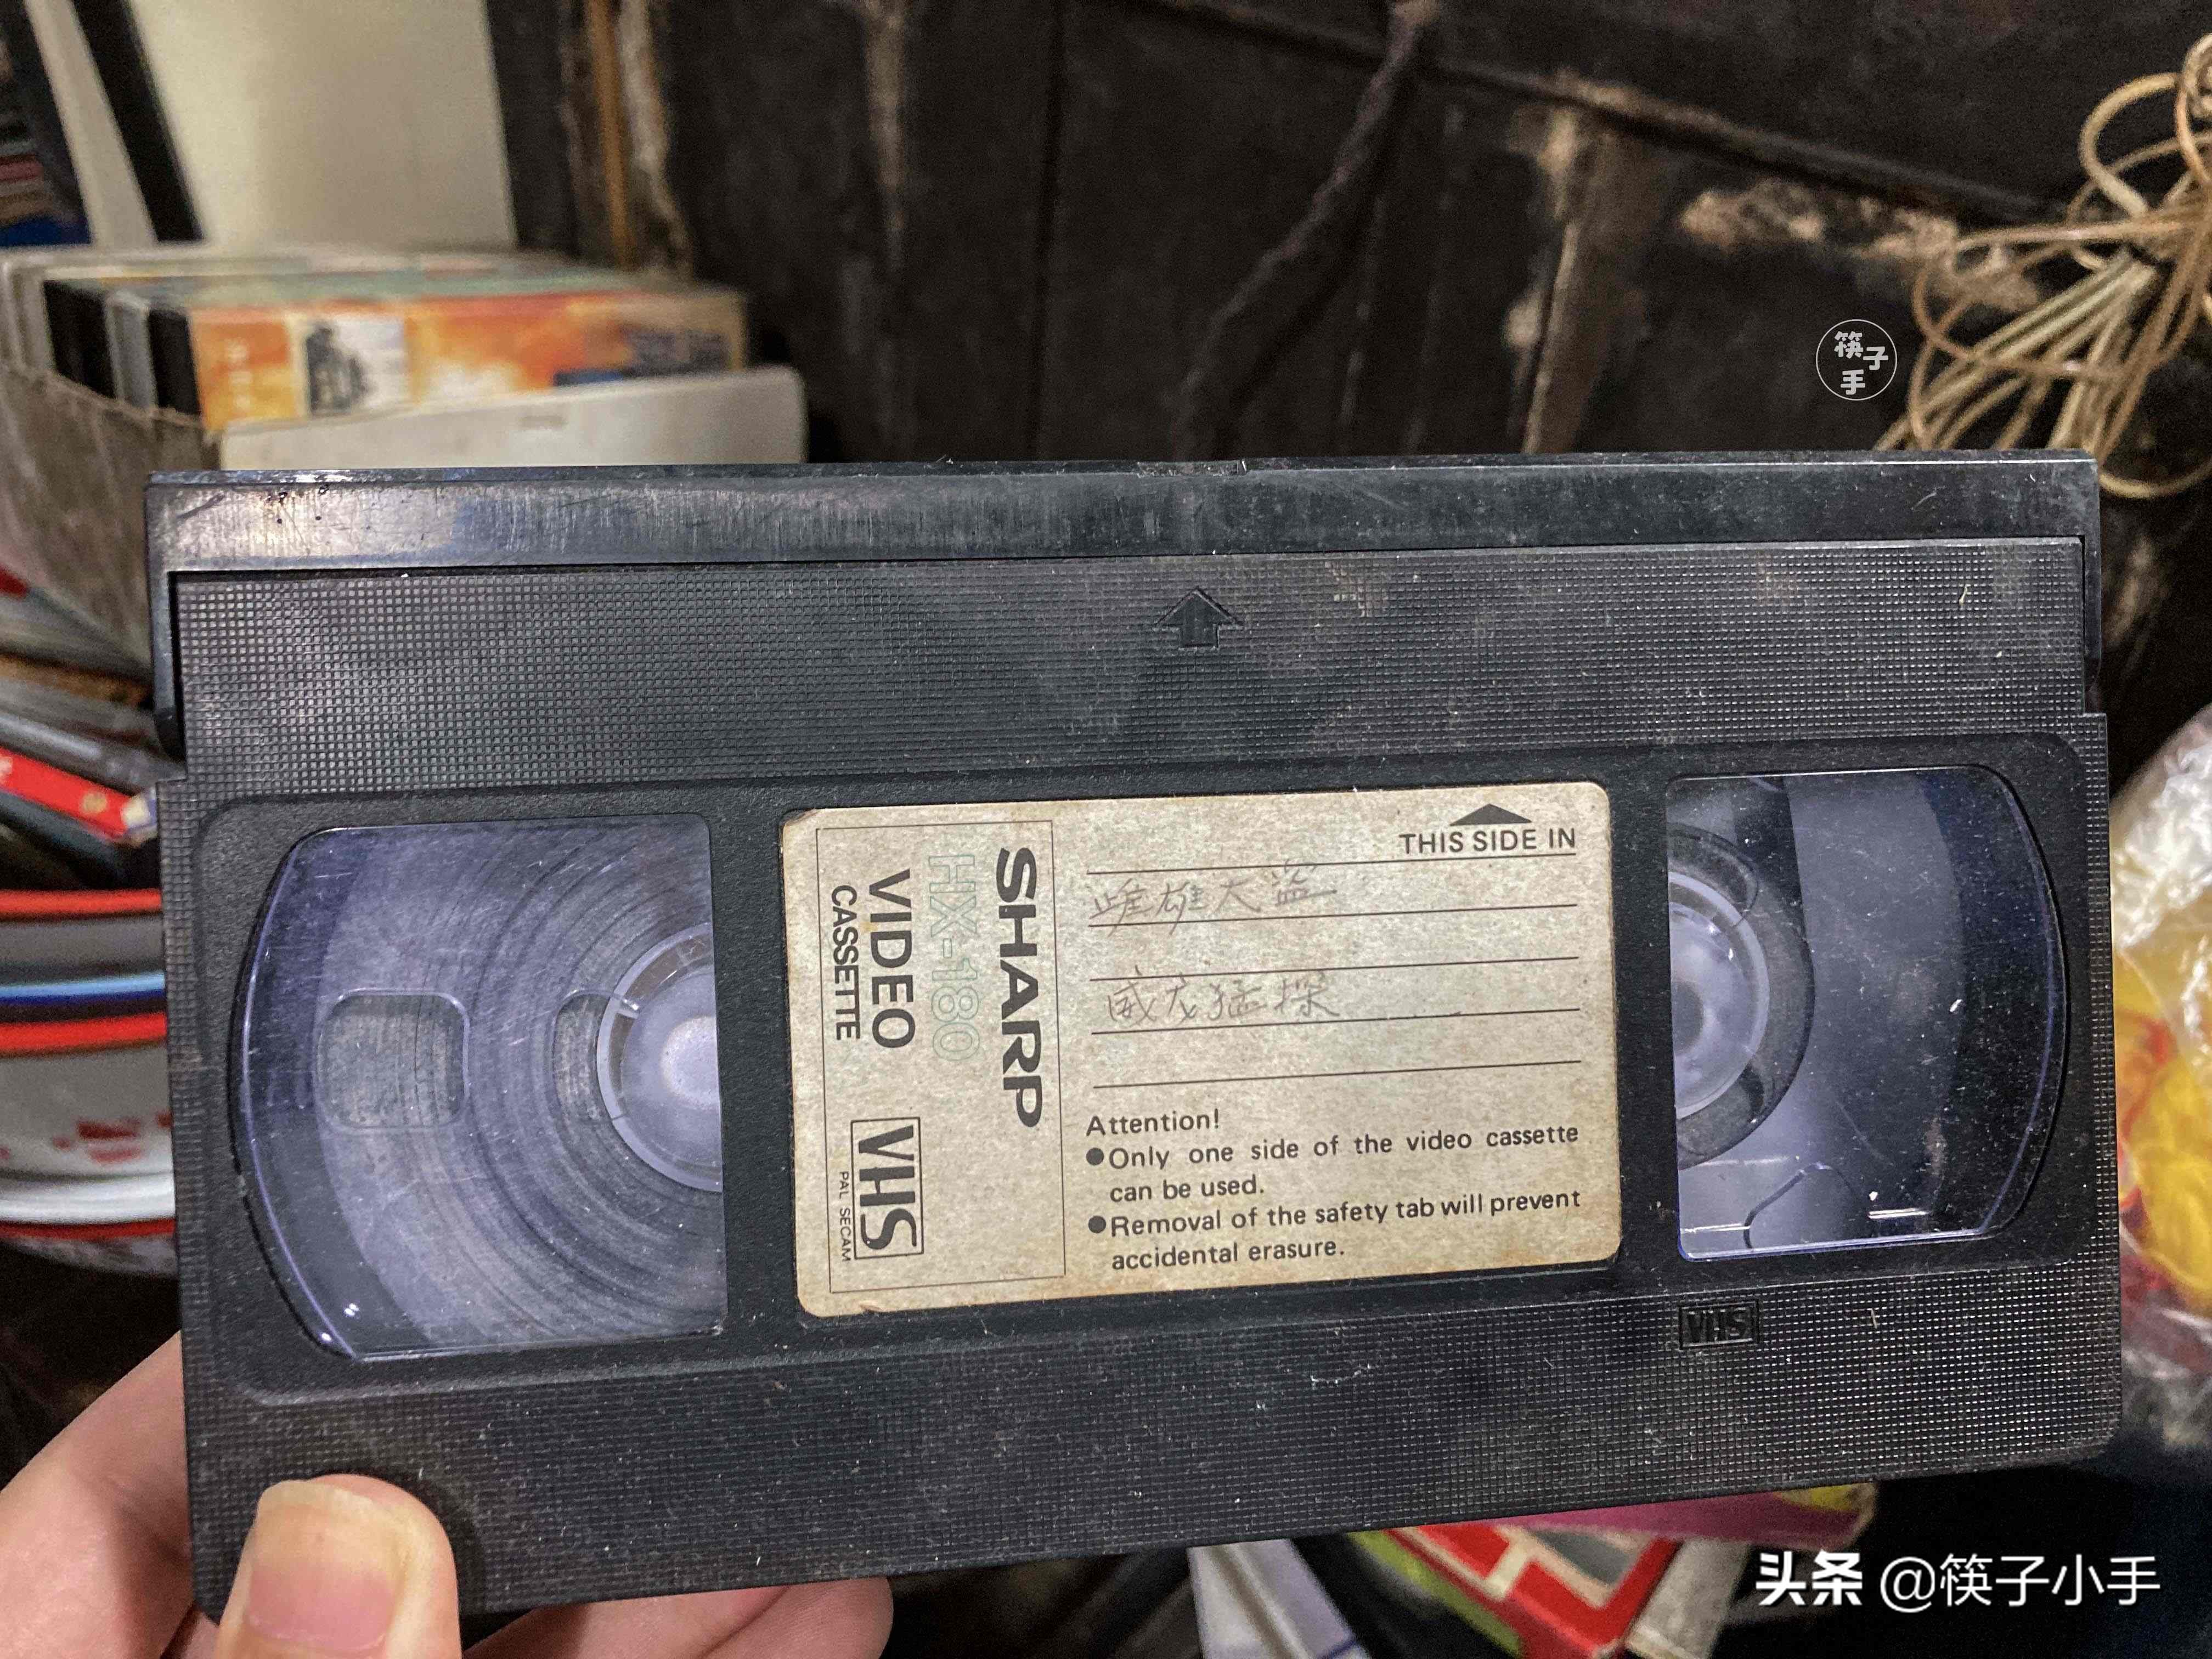 筷子手
THIS SIDE IN
雌雄大盗
威龙猛探
SHARP
HX-180
VIDEO
CASSETTE
VHS
PAL SECAM
Attention!
●Only one side of the video cassette
can be used.
●Removal of the safety tab will prevent
accidental erasure.
VHS
头条 @筷子小手